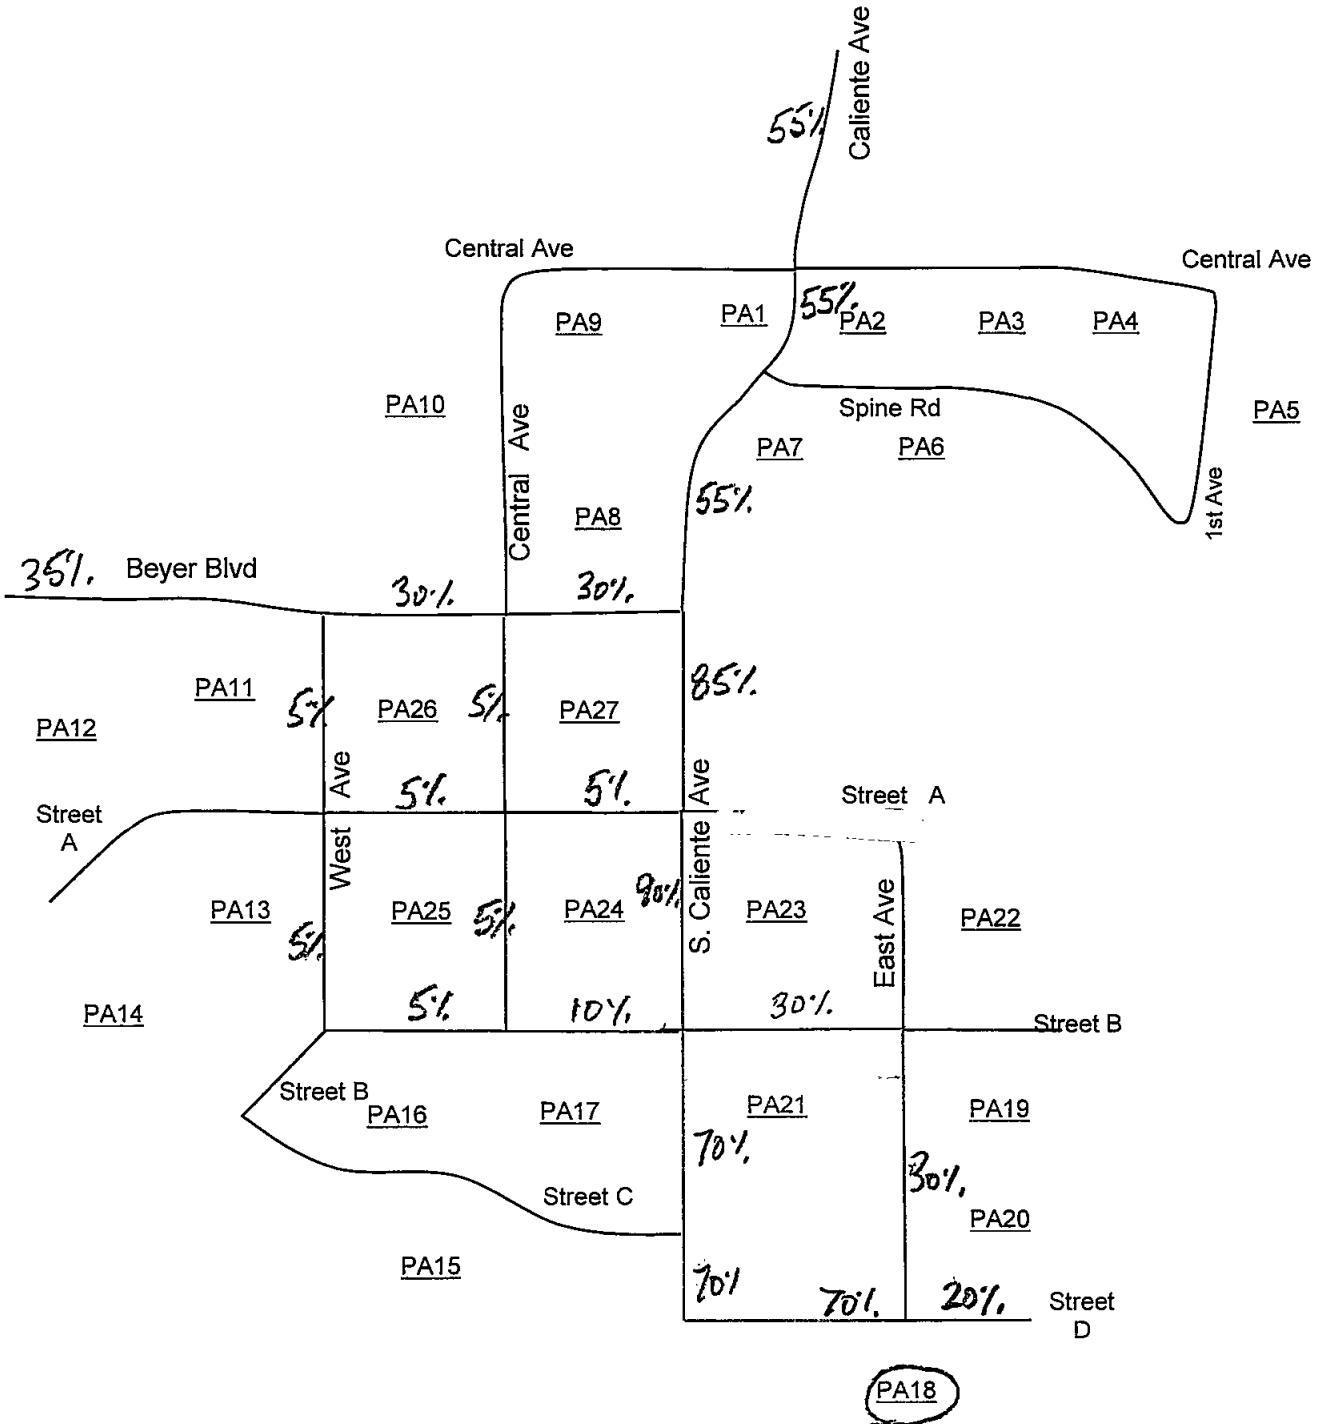 Caliente Ave
55%
Central Ave
Central Ave
PA9
PA1
55%
PA2
PA3
PA4
PA10
Central Ave
Spine Rd
PA5
PA7
PA6
55%
1st Ave
PA8
35%
Beyer Blvd
30%
30%
PA11
5%
PA26
5%
PA27
85%
PA12
West Ave
5%
5%
S. Caliente Ave
Street A
Street A
PA13
PA25
5%
PA24
90%
PA23
East Ave
PA22
5%
PA14
5%
10%
30%
Street B
Street B
PA16
PA17
PA21
PA19
70%
30%
Street C
PA20
PA15
70%
70%
20%
Street
D
PA18